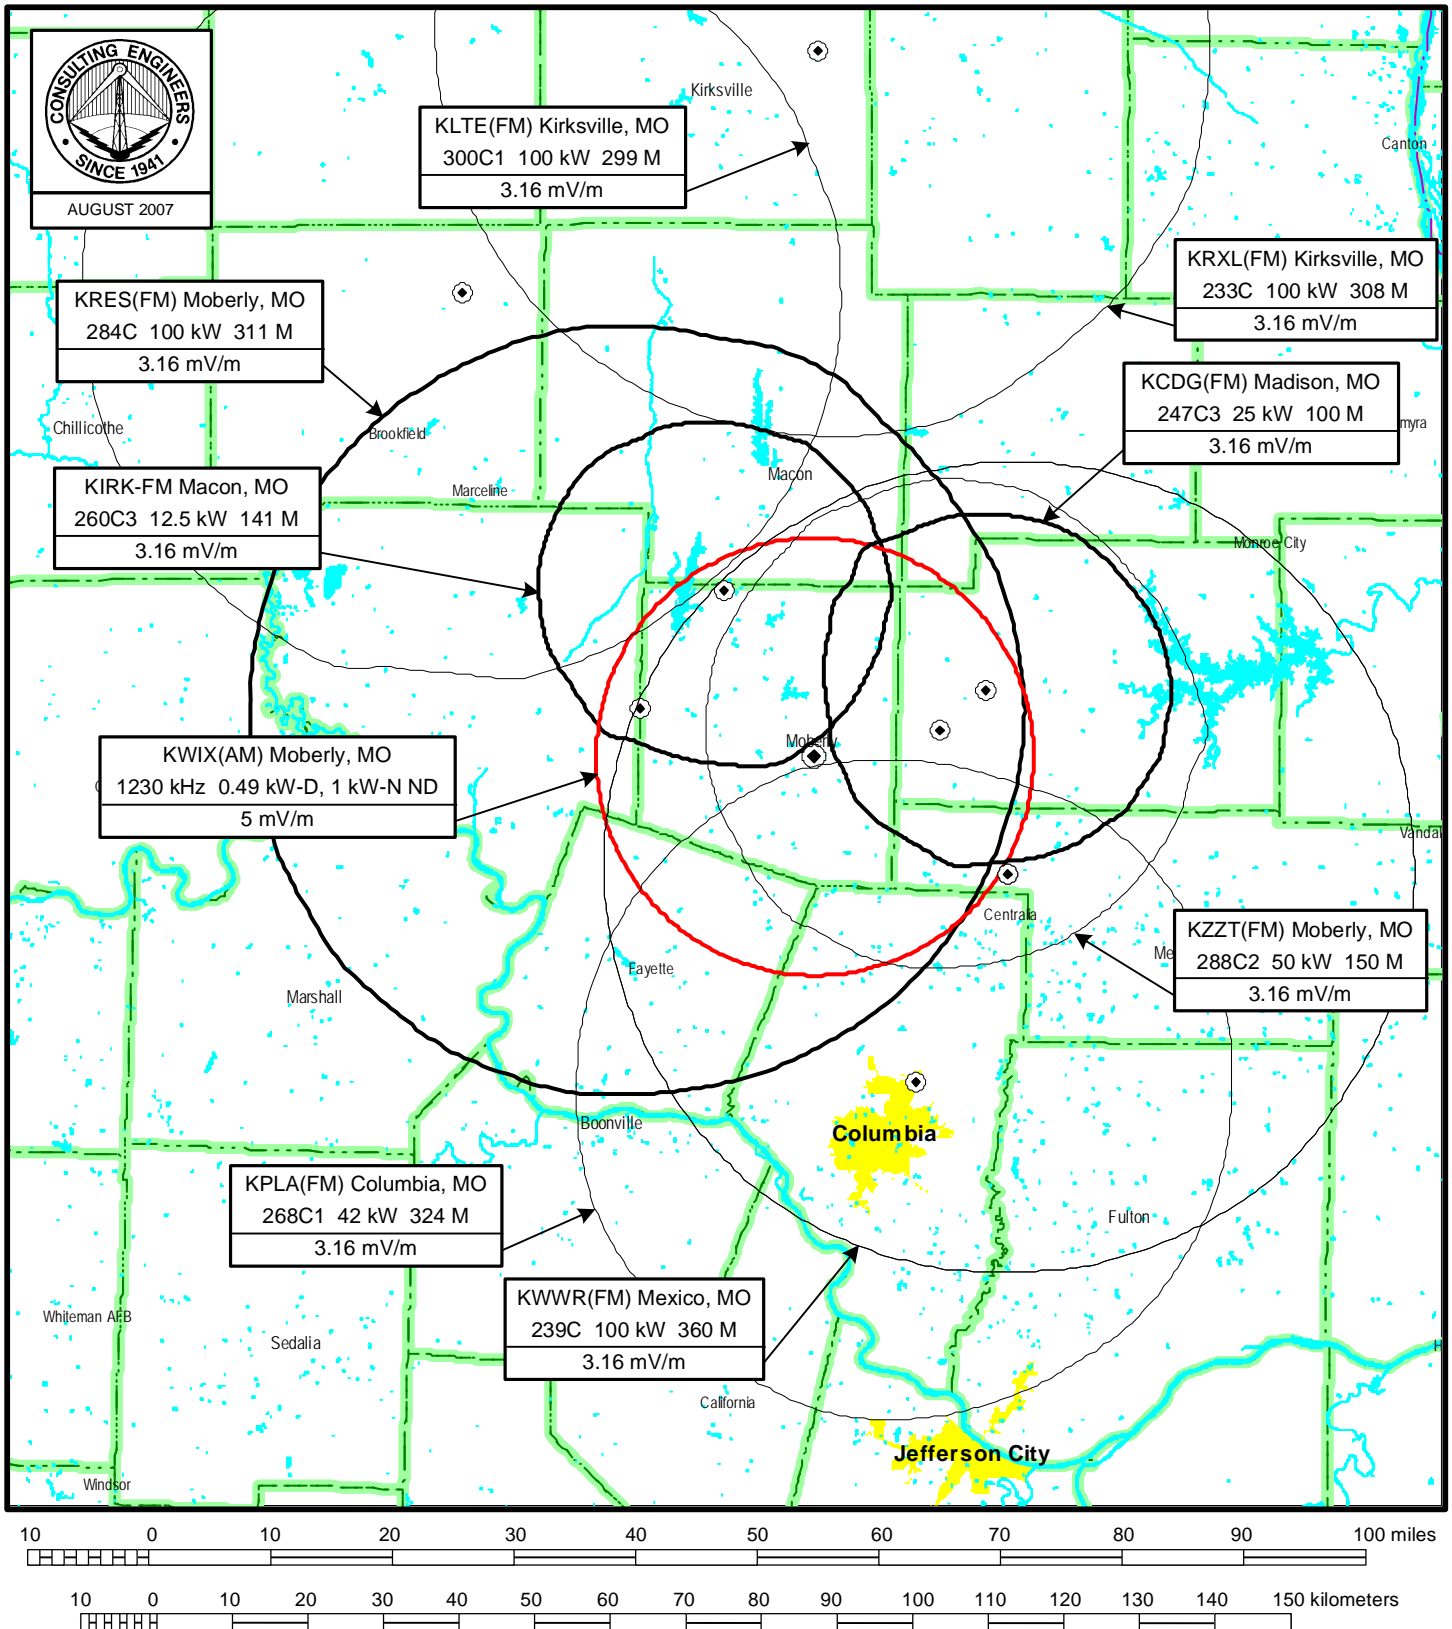 CONSULTING ENGINEERS
SINCE 1941
AUGUST 2007
Kirksville
KLTE(FM) Kirksville, MO
300C1 100 kW 299 M
3.16 mV/m
Canton
KRXL(FM) Kirksville, MO
233C 100 kW 308 M
3.16 mV/m
KRES(FM) Moberly, MO
284C 100 kW 311 M
3.16 mV/m
KCDG(FM) Madison, MO
247C3 25 kW 100 M
3.16 mV/m
Chillicothe
Brookfield
myra
KIRK-FM Macon, MO
260C3 12.5 kW 141 M
3.16 mV/m
Marceline
Macon
Monroe City
Moberly
KWIX(AM) Moberly, MO
1230 kHz 0.49 kW-D, 1 kW-N ND
5 mV/m
Vandal
Centralia
KZZT(FM) Moberly, MO
288C2 50 kW 150 M
3.16 mV/m
Me
Fayette
Marshall
Boonville
Columbia
KPLA(FM) Columbia, MO
268C1 42 kW 324 M
3.16 mV/m
Fulton
KWWR(FM) Mexico, MO
239C 100 kW 360 M
3.16 mV/m
Whiteman AFB
Sedalia
H
California
Jefferson City
Windsor
10 0 10 20 30 40 50 60 70 80 90 100 miles
10 0 10 20 30 40 50 60 70 80 90 100 110 120 130 140 150 kilometers